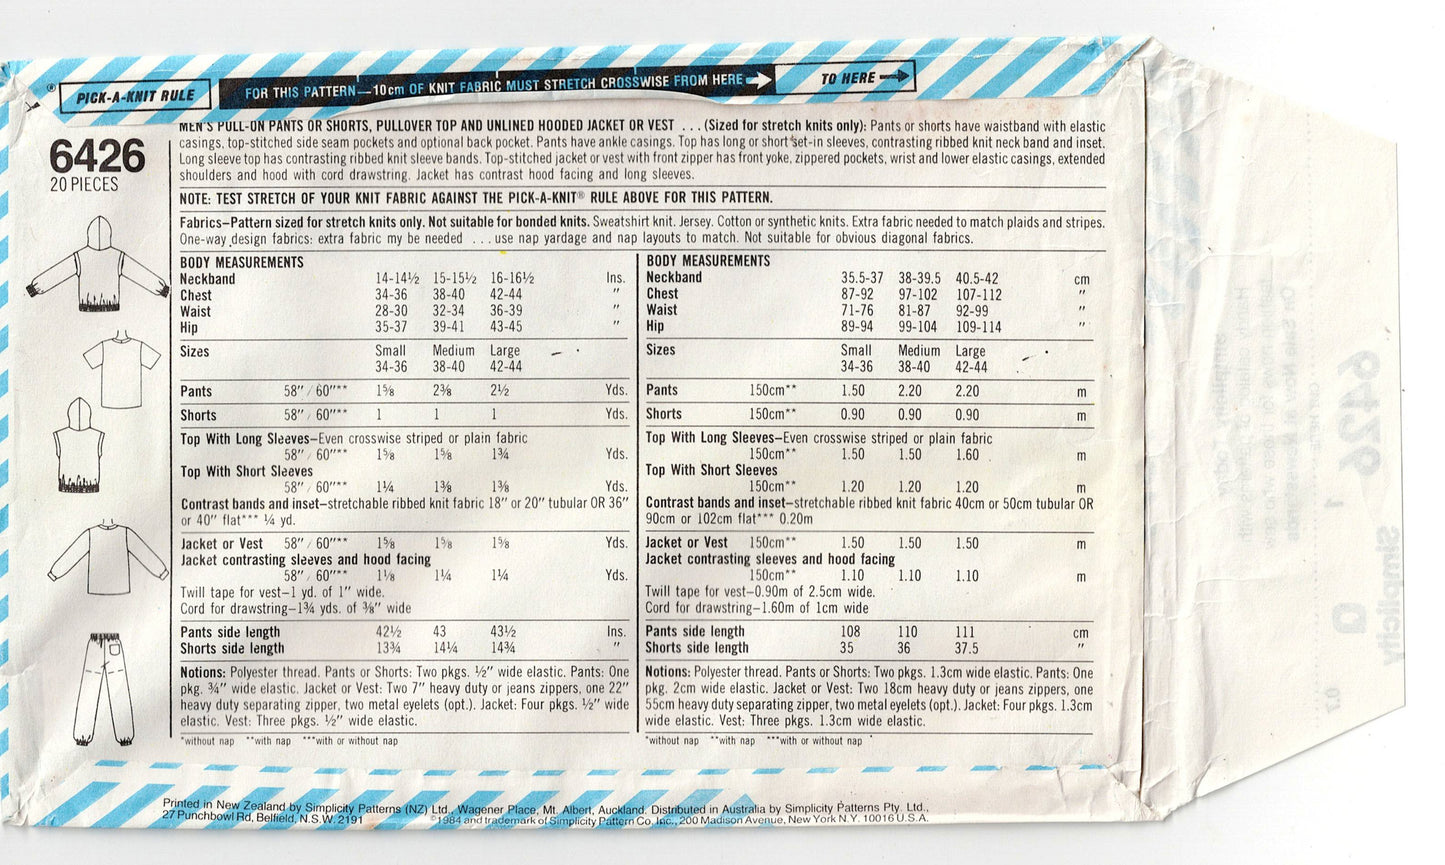 PICK-A-KNIT RULE
FOR THIS PATTERN—10cm OF KNIT FABRIC MUST STRETCH CROSSWISE FROM HERE
TO HERE
®
6426
20 PIECES
MEN'S PULL-ON PANTS OR SHORTS, PULLOVER TOP AND UNLINED HOODED JACKET OR VEST ... (Sized for stretch knits only): Pants or shorts have waistband with elastic
casings, top-stitched side seam pockets and optional back pocket. Pants have ankle casings. Top has long or short set-in sleeves, contrasting ribbed knit neck band and inset.
Long sleeve top has contrasting ribbed knit sleeve bands. Top-stitched jacket or vest with front zipper has front yoke, zippered pockets, wrist and lower elastic casings, extended
shoulders and hood with cord drawstring. Jacket has contrast hood facing and long sleeves.
NOTE: TEST STRETCH OF YOUR KNIT FABRIC AGAINST THE PICK-A-KNIT® RULE ABOVE FOR THIS PATTERN.
Fabrics—Pattern sized for stretch knits only. Not suitable for bonded knits. Sweatshirt knit. Jersey. Cotton or synthetic knits. Extra fabric needed to match plaids and stripes.
One-way design fabrics: extra fabric my be needed ... use nap yardage and nap layouts to match. Not suitable for obvious diagonal fabrics.
BODY MEASUREMENTS
Neckband 14-14½ 15-15½ 16-16½ Ins.
Chest 34-36 38-40 42-44 "
Waist 28-30 32-34 36-39 "
Hip 35-37 39-41 43-45 "
Sizes Small Medium Large
34-36 38-40 42-44
Pants 58"/60"** 1⅝ 2⅜ 2½ Yds.
Shorts 58"/60"** 1 1 1 Yds.
Top With Long Sleeves—Even crosswise striped or plain fabric
58"/60"** 1⅝ 1⅝ 1¾ Yds.
Top With Short Sleeves
58"/60"** 1¼ 1⅜ 1⅜ Yds.
Contrast bands and inset—stretchable ribbed knit fabric 18" or 20" tubular OR 36"
or 40" flat*** ¼ yd.
Jacket or Vest 58"/60"** 1⅝ 1⅝ 1⅝ Yds.
Jacket contrasting sleeves and hood facing
58"/60"** 1⅛ 1¼ 1¼ Yds.
Twill tape for vest—1 yd. of 1" wide.
Cord for drawstring—1¾ yds. of ⅜" wide
Pants side length 42½ 43 43½ Ins.
Shorts side length 13¾ 14¼ 14¾ "
Notions: Polyester thread. Pants or Shorts: Two pkgs. ½" wide elastic. Pants: One
pkg. ¾" wide elastic. Jacket or Vest: Two 7" heavy duty or jeans zippers, one 22"
heavy duty separating zipper, two metal eyelets (opt.). Jacket: Four pkgs. ½" wide
elastic. Vest: Three pkgs. ½" wide elastic.
*without nap **with nap ***with or without nap
BODY MEASUREMENTS
Neckband 35.5-37 38-39.5 40.5-42 cm
Chest 87-92 97-102 107-112 "
Waist 71-76 81-87 92-99 "
Hip 89-94 99-104 109-114 "
Sizes Small Medium Large
34-36 38-40 42-44
Pants 150cm** 1.50 2.20 2.20 m
Shorts 150cm** 0.90 0.90 0.90 m
Top With Long Sleeves—Even crosswise striped or plain fabric
150cm** 1.50 1.50 1.60 m
Top With Short Sleeves
150cm** 1.20 1.20 1.20 m
Contrast bands and inset—stretchable ribbed knit fabric 40cm or 50cm tubular OR
90cm or 102cm flat*** 0.20m
Jacket or Vest 150cm** 1.50 1.50 1.50 m
Jacket contrasting sleeves and hood facing
150cm** 1.10 1.10 1.10 m
Twill tape for vest—0.90m of 2.5cm wide.
Cord for drawstring—1.60m of 1cm wide
Pants side length 108 110 111 cm
Shorts side length 35 36 37.5 "
Notions: Polyester thread. Pants or Shorts: Two pkgs. 1.3cm wide elastic. Pants: One
pkg. 2cm wide elastic. Jacket or Vest: Two 18cm heavy duty or jeans zippers, one
55cm heavy duty separating zipper, two metal eyelets (opt.). Jacket: Four pkgs. 1.3cm
wide elastic. Vest: Three pkgs. 1.3cm wide elastic.
*without nap **with nap ***with or without nap
Printed in New Zealand by Simplicity Patterns (NZ) Ltd., Wagener Place, Mt. Albert, Auckland. Distributed in Australia by Simplicity Patterns Pty. Ltd.,
27 Punchbowl Rd, Belfield, N.S.W. 2191 ©1984 and trademark of Simplicity Pattern Co. Inc., 200 Madison Avenue, New York N.Y. 10016 U.S.A.
6426
1
Simplicity